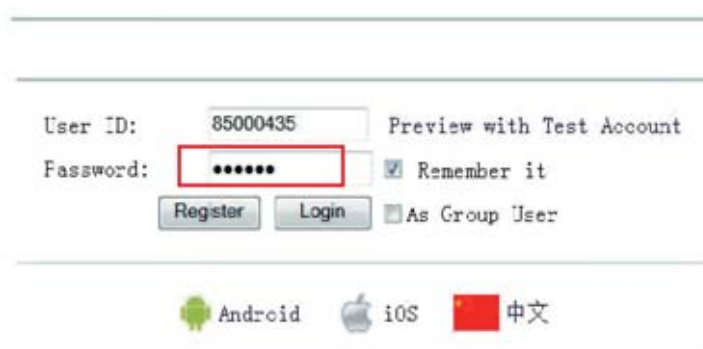 User ID: 85000435 Preview with Test Account
Password: •••••• Remember it
Register Login As Group User
Android iOS 中文